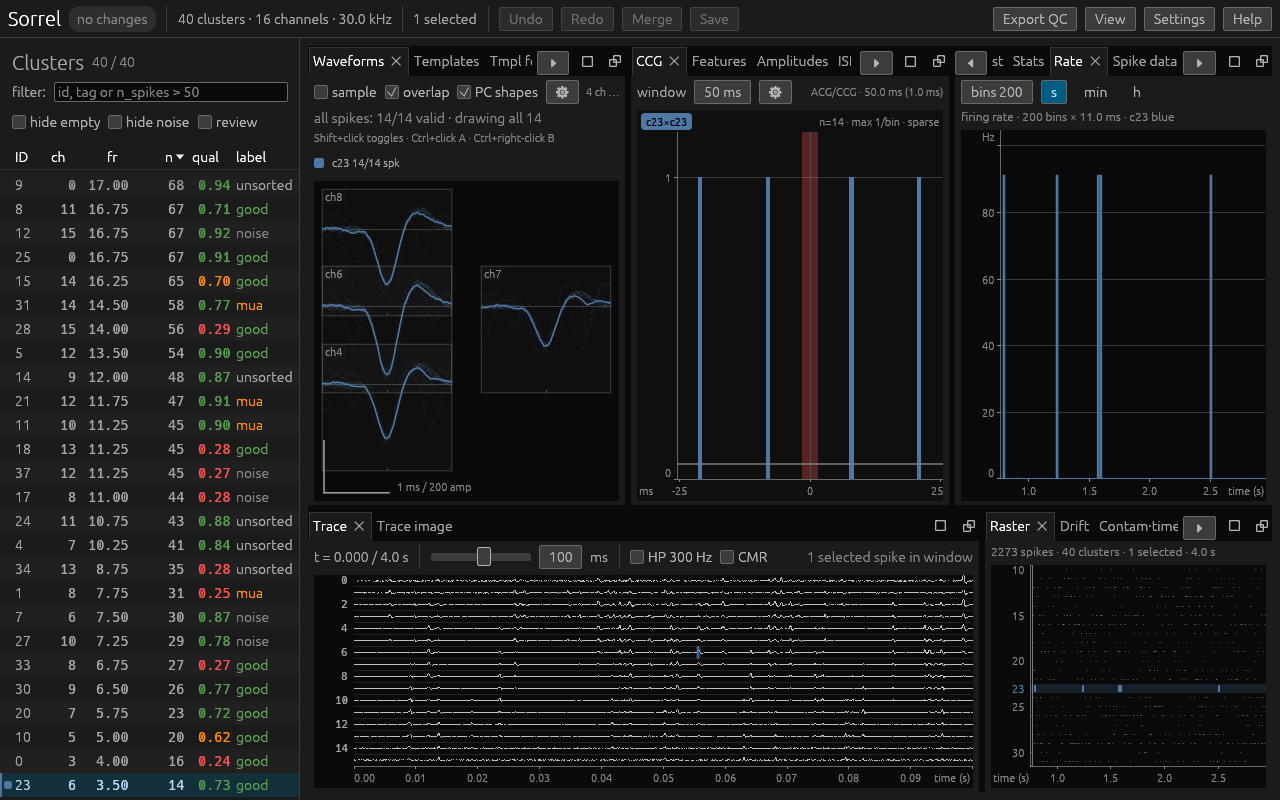 Sorrel no changes 40 clusters · 16 channels · 30.0 kHz 1 selected Undo Redo Merge Save Export QC View Settings Help
Clusters 40 / 40
filter: id, tag or n_spikes > 50
hide empty hide noise review
ID ch fr n▼ qual label
9 0 17.00 68 0.94 unsorted
8 11 16.75 67 0.71 good
12 15 16.75 67 0.92 noise
25 0 16.75 67 0.91 good
15 14 16.25 65 0.70 good
31 14 14.50 58 0.77 mua
28 15 14.00 56 0.29 good
5 12 13.50 54 0.90 good
14 9 12.00 48 0.87 unsorted
21 12 11.75 47 0.91 mua
11 10 11.25 45 0.90 mua
18 13 11.25 45 0.28 good
37 12 11.25 45 0.27 noise
17 8 11.00 44 0.28 noise
24 11 10.75 43 0.88 unsorted
4 7 10.25 41 0.84 unsorted
34 13 8.75 35 0.28 unsorted
1 8 7.75 31 0.25 mua
7 6 7.50 30 0.87 noise
27 10 7.25 29 0.78 noise
33 8 6.75 27 0.27 good
30 9 6.50 26 0.77 good
20 7 5.75 23 0.72 good
10 5 5.00 20 0.62 good
0 3 4.00 16 0.24 good
23 6 3.50 14 0.73 good
Waveforms Templates Tmpl f
sample overlap PC shapes 4 ch ...
all spikes: 14/14 valid · drawing all 14
Shift+click toggles · Ctrl+click A · Ctrl+right-click B
c23 14/14 spk
ch8
ch6
ch7
ch4
1 ms / 200 amp
CCG Features Amplitudes ISI
window 50 ms ACG/CCG · 50.0 ms (1.0 ms)
c23×c23 n=14 · max 1/bin · sparse
1
0
ms -25 0 25
st Stats Rate Spike data
bins 200 s min h
firing rate · 200 bins × 11.0 ms · c23 blue
Hz
80
60
40
20
0
1.0 1.5 2.0 2.5 time (s)
Trace Trace image
t = 0.000 / 4.0 s 100 ms HP 300 Hz CMR 1 selected spike in window
0
2
4
6
8
10
12
14
0.00 0.01 0.02 0.03 0.04 0.05 0.06 0.07 0.08 0.09 time (s)
Raster Drift Contam-time
2273 spikes · 40 clusters · 1 selected · 4.0 s
10
15
20
23
25
30
time (s) 1.0 1.5 2.0 2.5